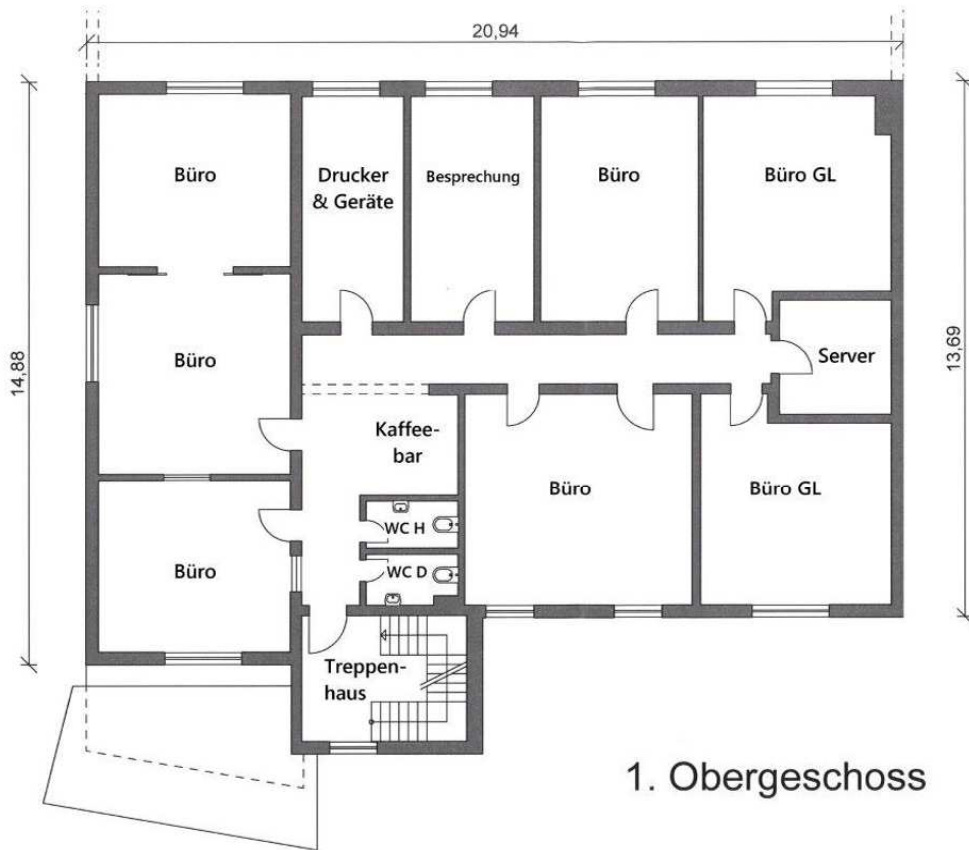 20,94
14,88
13,69
Büro
Drucker
& Geräte
Besprechung
Büro
Büro GL
Büro
Server
Kaffee-
bar
Büro
Büro GL
WC H
WC D
Büro
Treppen-
haus
1. Obergeschoss